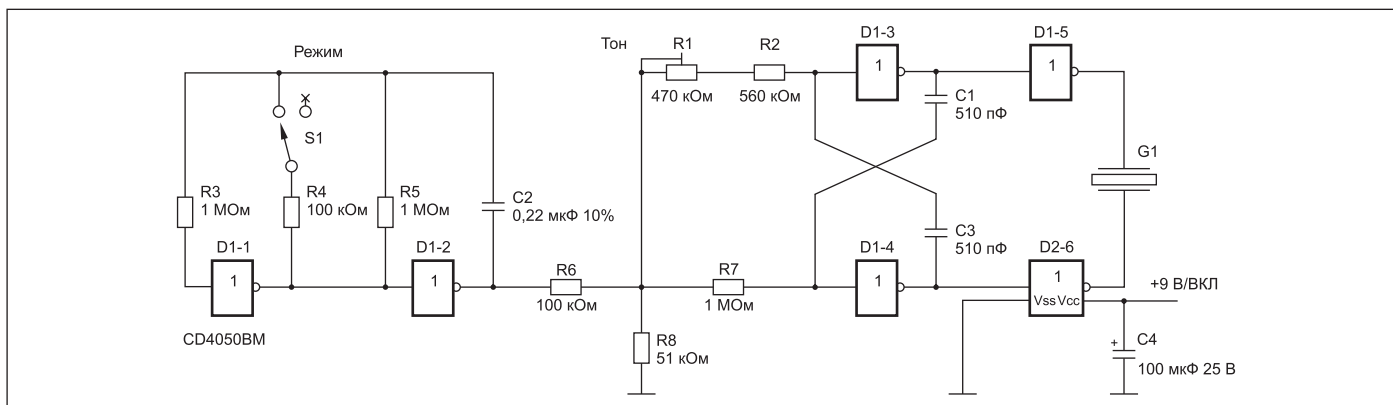 Режим
S1
R3
1 МОм
R4
100 кОм
R5
1 МОм
C2
0,22 мкФ 10%
D1-1
1
CD4050BM
D1-2
1
R6
100 кОм
Тон
R1
470 кОм
R2
560 кОм
D1-3
1
D1-5
1
C1
510 пФ
G1
C3
510 пФ
R7
1 МОм
D1-4
1
D2-6
1
Vss Vcc
+9 В/ВКЛ
R8
51 кОм
+
C4
100 мкФ 25 В